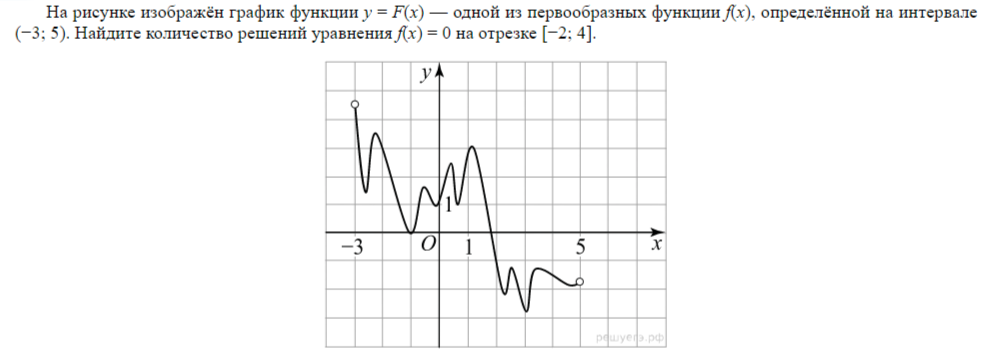 На рисунке изображён график функции y = F(x) — одной из первообразных функции f(x), определённой на интервале
(−3; 5). Найдите количество решений уравнения f(x) = 0 на отрезке [−2; 4].
y
1
−3
O
1
5
x
решуегэ.рф